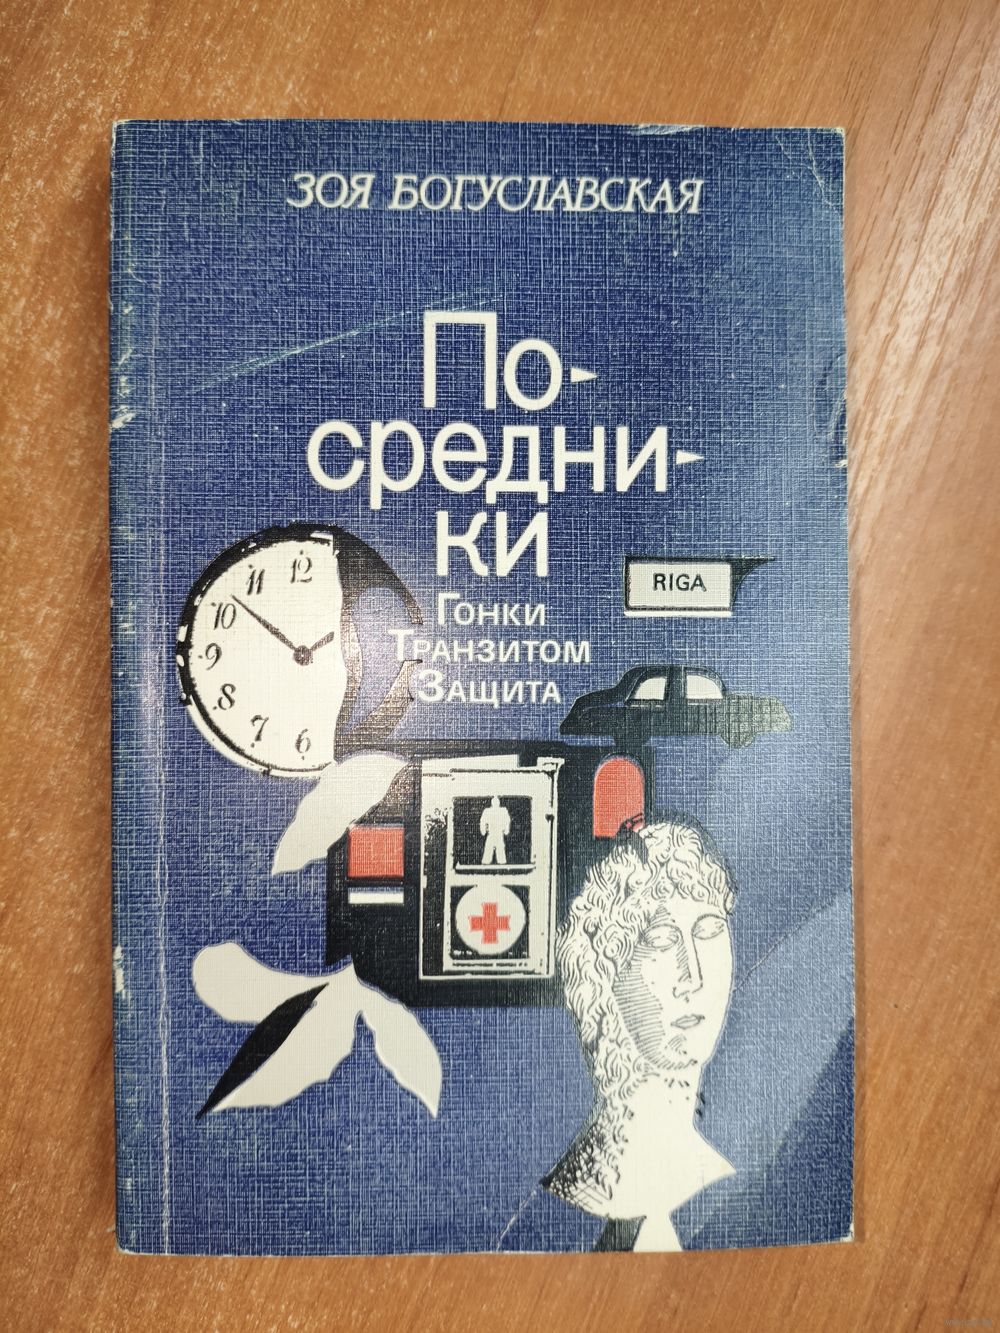 ЗОЯ БОГУСЛАВСКАЯ
По-
средни-
ки
ГОНКИ
ТРАНЗИТОМ
ЗАЩИТА
RIGA
11 12
10
9
8
7 6